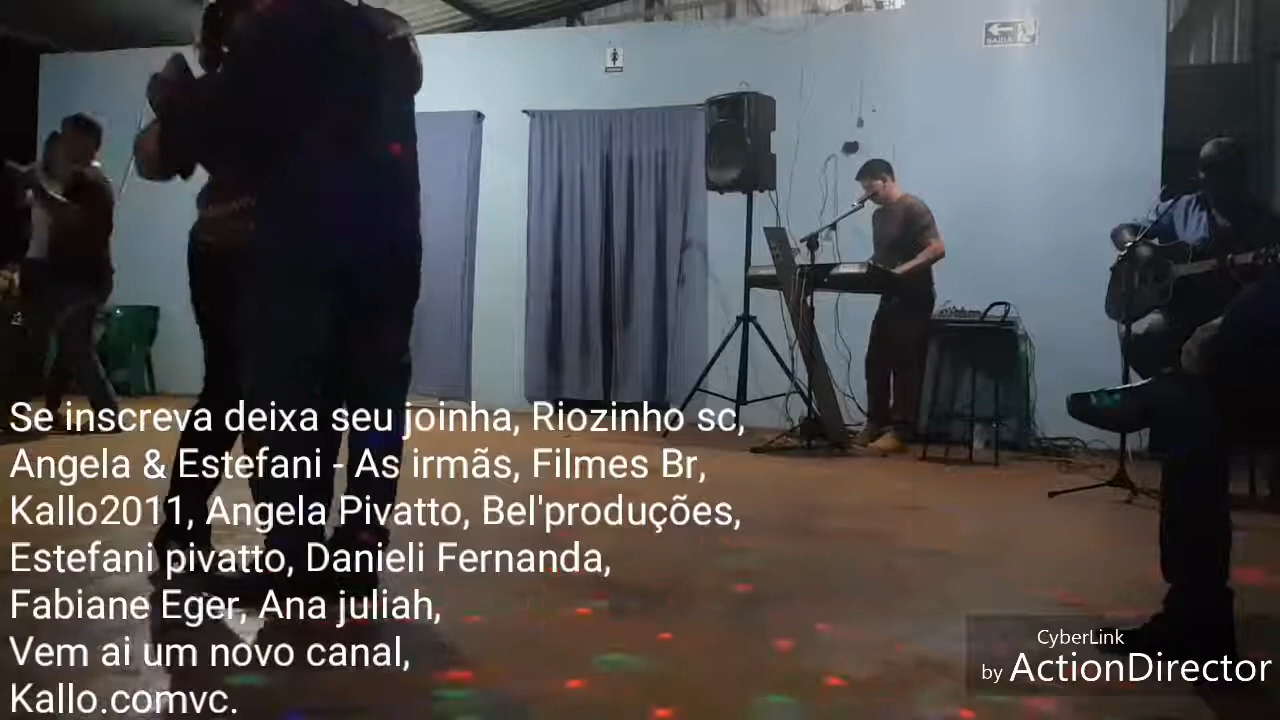 SAÍDA
Se inscreva deixa seu joinha, Riozinho sc,
Angela & Estefani - As irmãs, Filmes Br,
Kallo2011, Angela Pivatto, Bel'produções,
Estefani pivatto, Danieli Fernanda,
Fabiane Eger, Ana juliah,
Vem ai um novo canal,
Kallo.comvc.
CyberLink
by ActionDirector